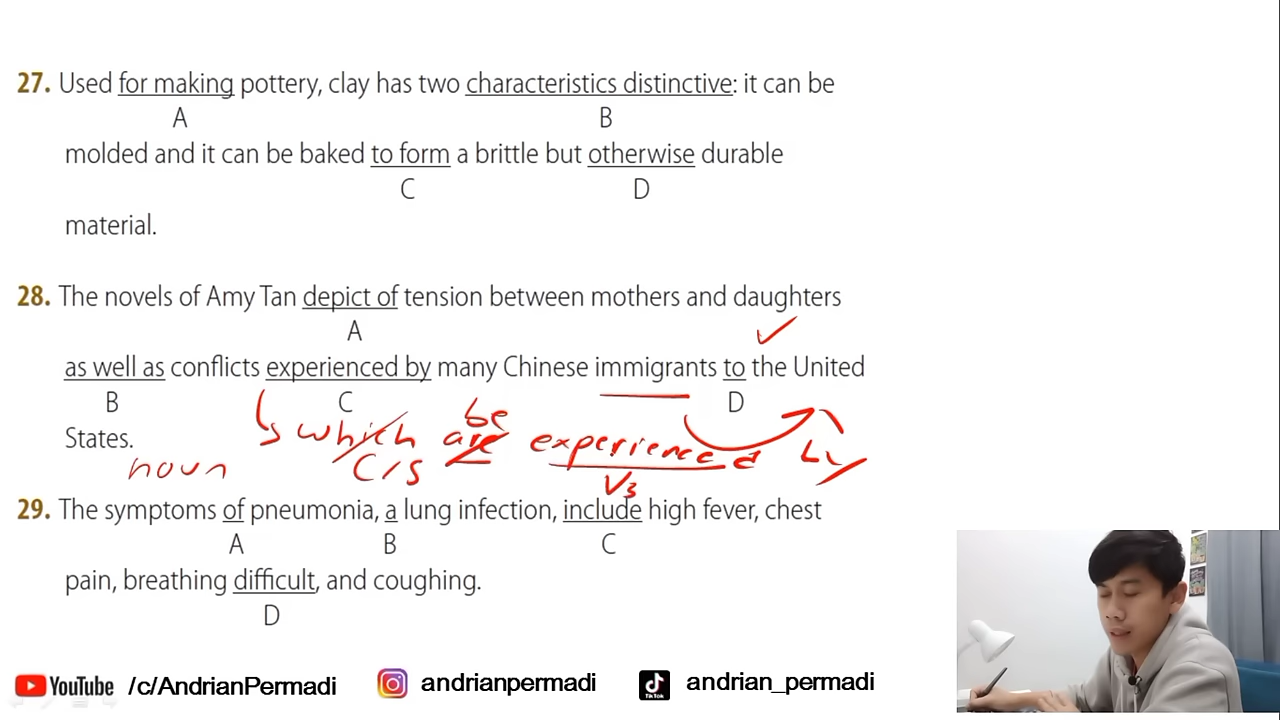 27. Used for making pottery, clay has two characteristics distinctive: it can be
A B
molded and it can be baked to form a brittle but otherwise durable
C D
material.
28. The novels of Amy Tan depict of tension between mothers and daughters
A
as well as conflicts experienced by many Chinese immigrants to the United
B C D
be
States. which are experienced by
noun C/S V3
29. The symptoms of pneumonia, a lung infection, include high fever, chest
A B C
pain, breathing difficult, and coughing.
D
YouTube /c/AndrianPermadi andrianpermadi TikTok andrian_permadi